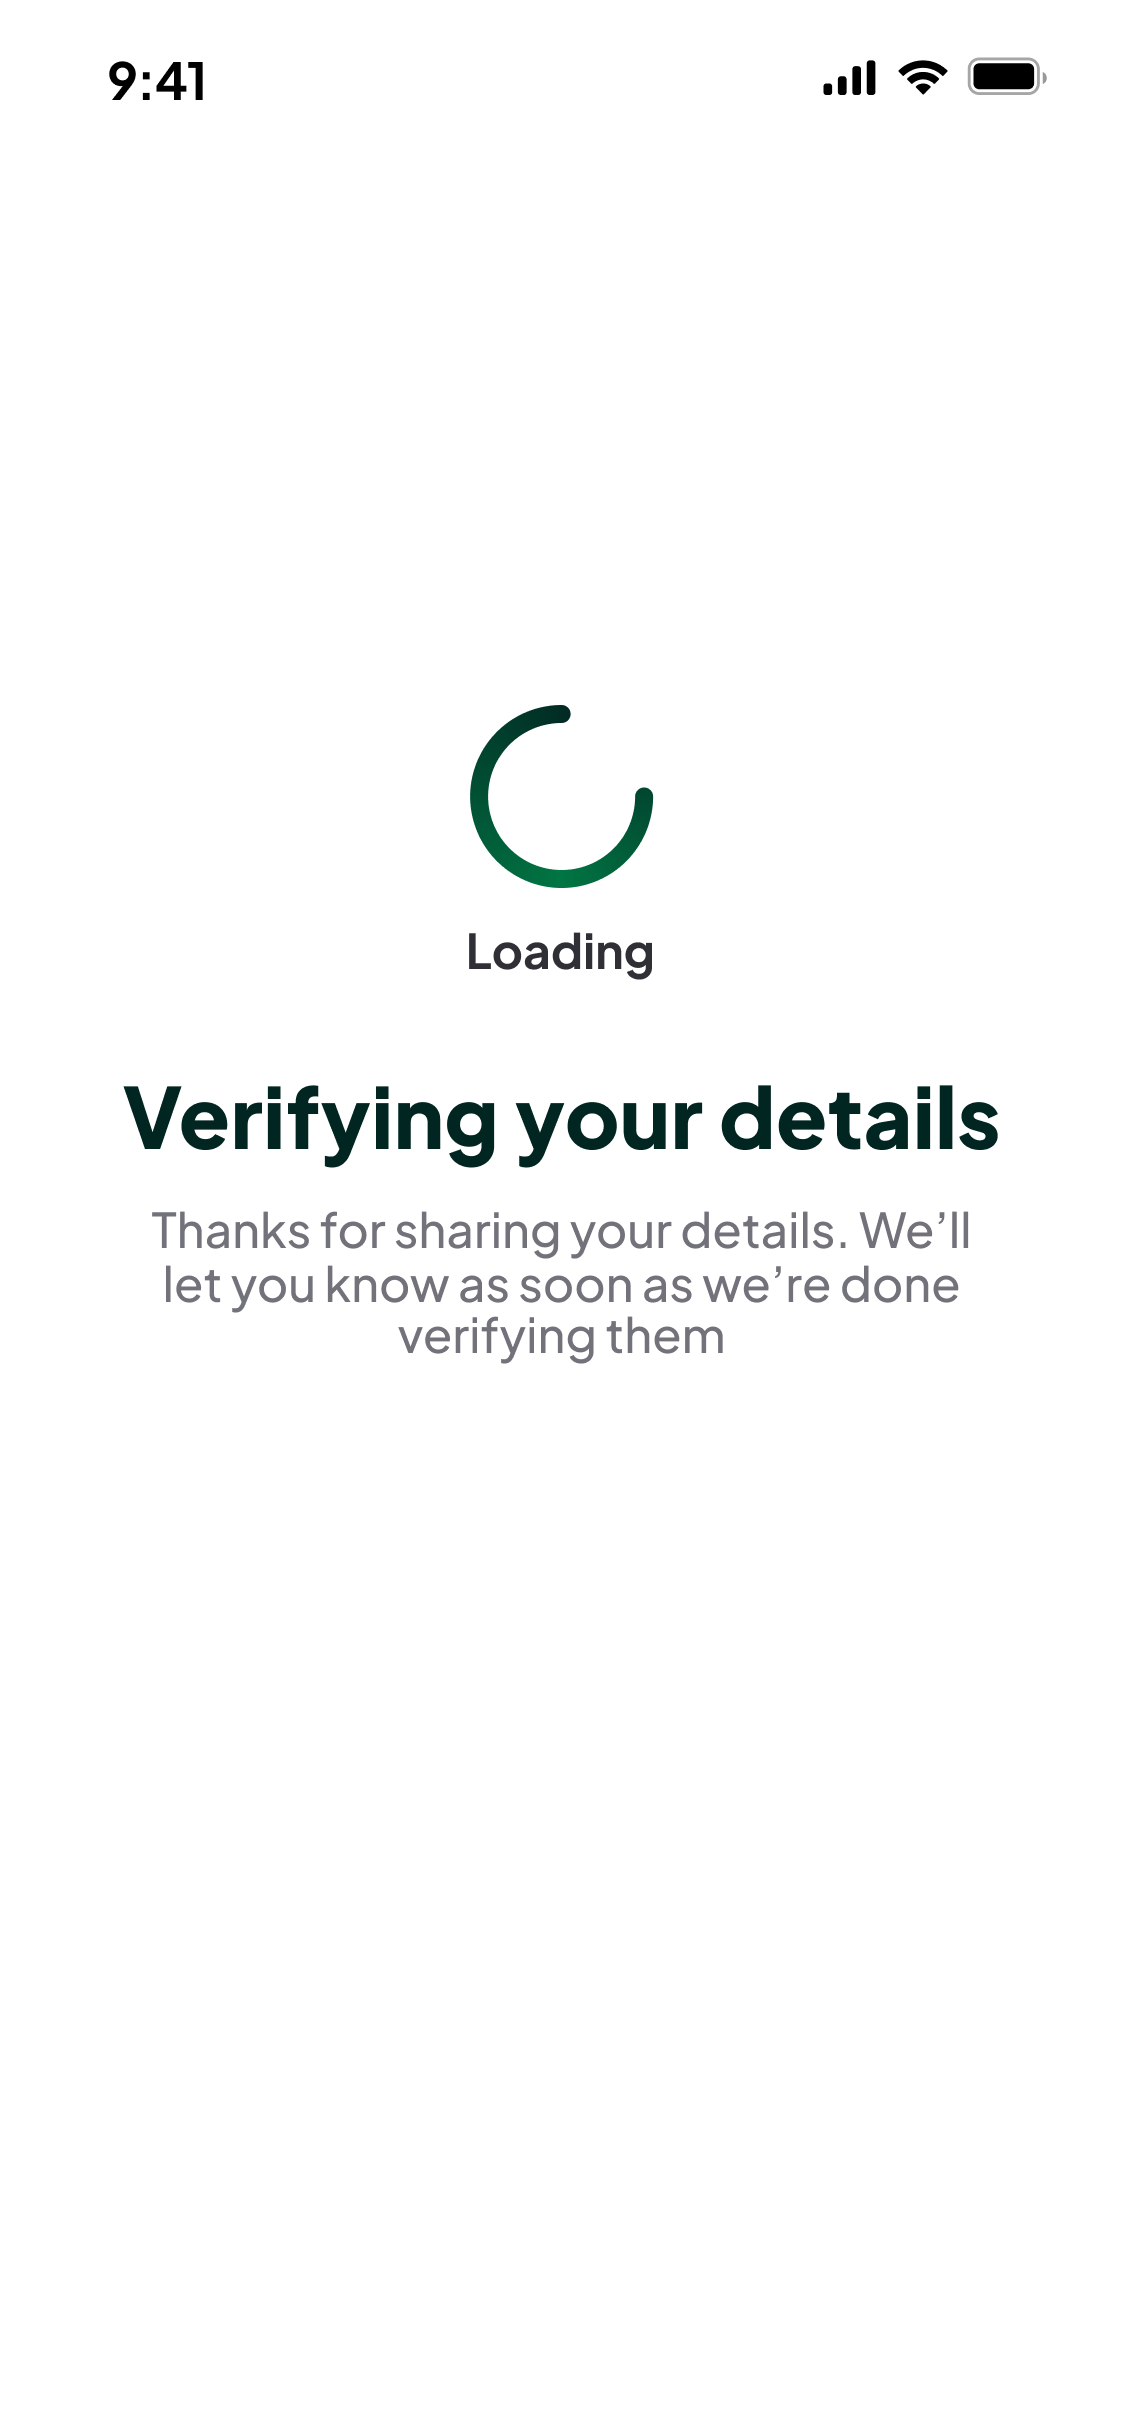 9:41
Loading
Verifying your details
Thanks for sharing your details. We’ll
let you know as soon as we’re done
verifying them